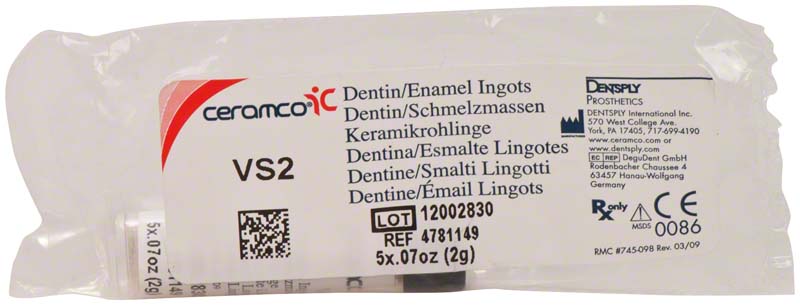 ceramco iC
VS2
Dentin/Enamel Ingots
Dentin/Schmelzmassen
Keramikrohlinge
Dentina/Esmalte Lingotes
Dentine/Smalti Lingotti
Dentine/Émail Lingots
LOT 12002830
REF 4781149
5x.07oz (2g)
DENTSPLY
PROSTHETICS
DENTSPLY International Inc.
570 West College Ave.
York, PA 17405, 717-699-4190
www.ceramco.com or
www.dentsply.com
EC REP DeguDent GmbH
Rodenbacher Chaussee 4
63457 Hanau-Wolfgang
Germany
Rx only
MSDS
CE
0086
RMC #745-098 Rev. 03/09
5x.07oz (2g)